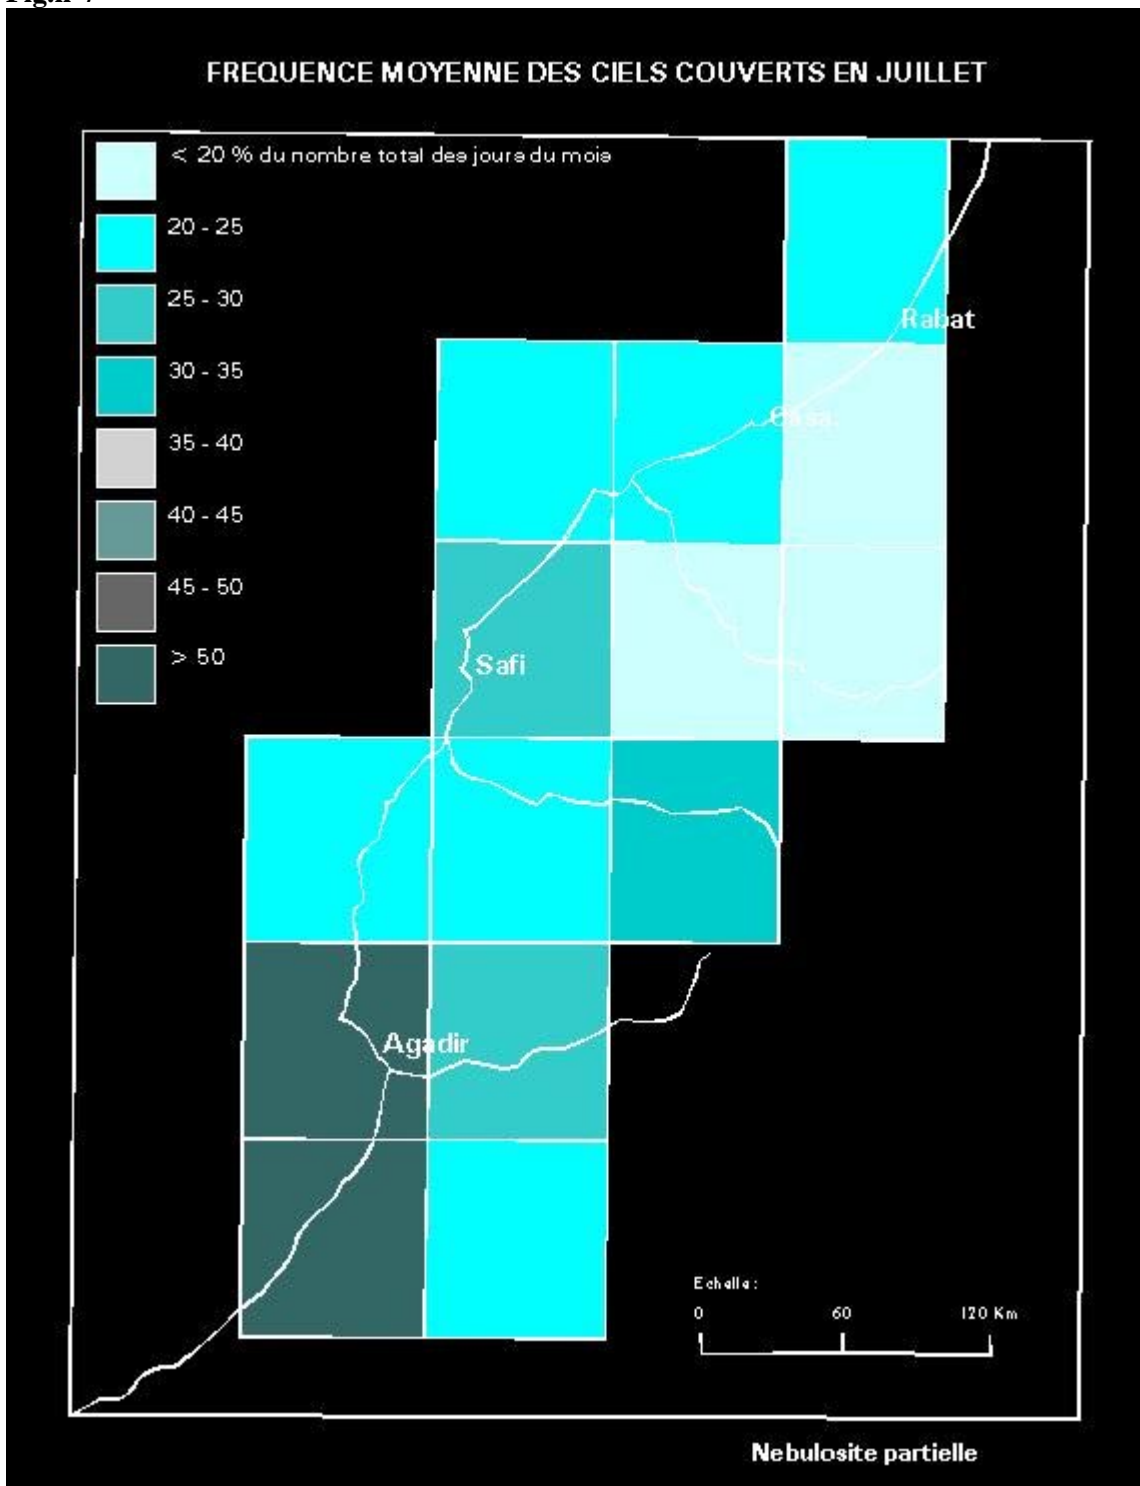 FREQUENCE MOYENNE DES CIELS COUVERTS EN JUILLET
< 20 % du nombre total des jours du mois
20 - 25
25 - 30
30 - 35
35 - 40
40 - 45
45 - 50
> 50
Rabat
Casa.
Safi
Agadir
Echelle :
0 60 120 Km
Nebulosite partielle